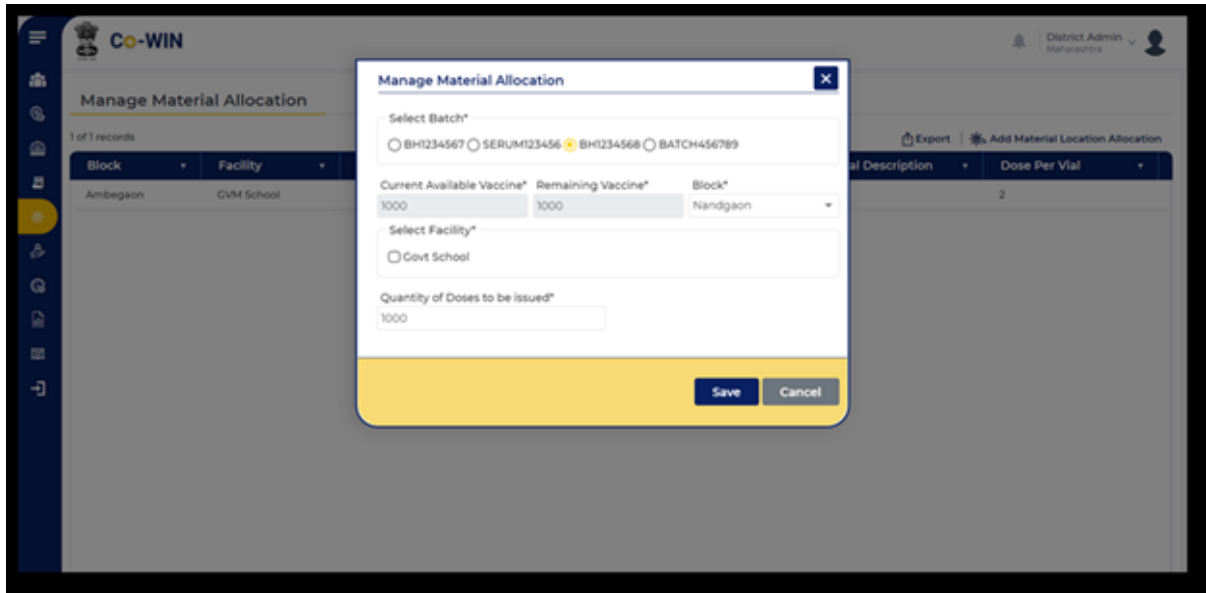 Co-WIN
District Admin
Maharashtra
Manage Material Allocation
1 of 1 records
Export
Add Material Location Allocation
Block Facility al Description Dose Per Vial
Ambegaon GVM School 2
Manage Material Allocation
Select Batch*
BH1234567 SERUM123456 BH1234568 BATCH456789
Current Available Vaccine* Remaining Vaccine* Block*
1000 1000 Nandgaon
Select Facility*
Govt School
Quantity of Doses to be issued*
1000
Save Cancel